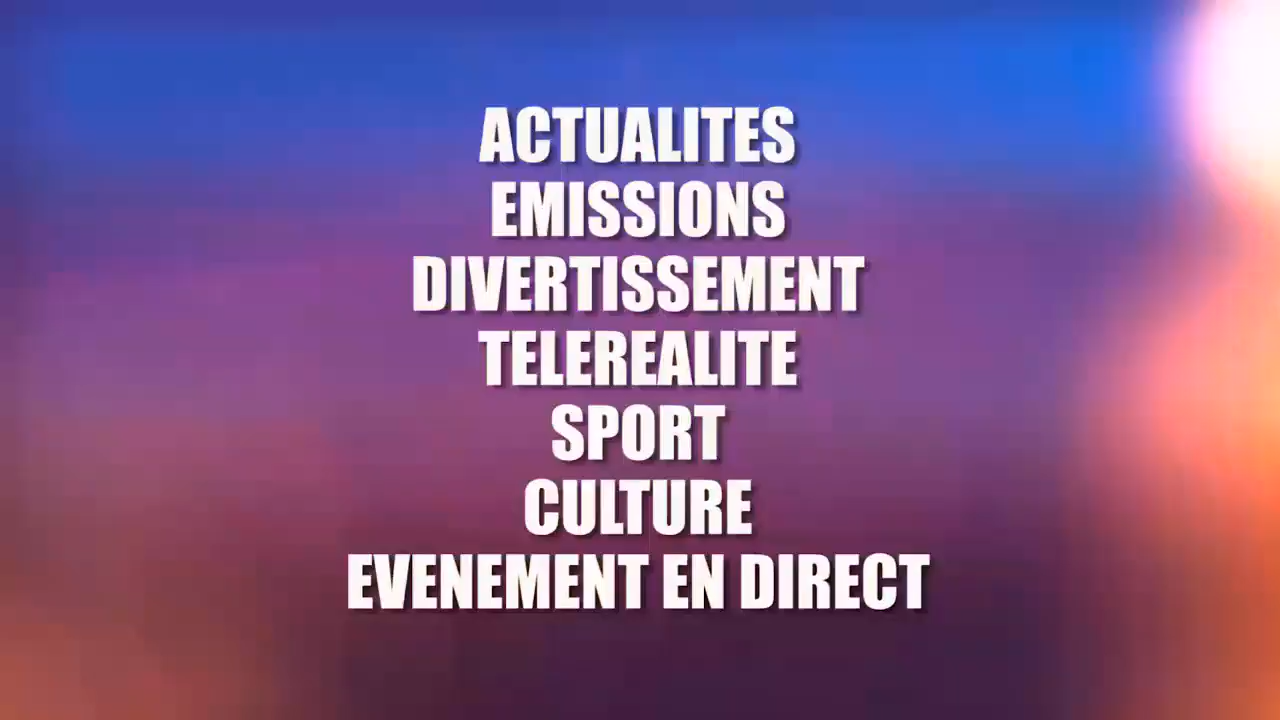 ACTUALITES
EMISSIONS
DIVERTISSEMENT
TELEREALITE
SPORT
CULTURE
EVENEMENT EN DIRECT